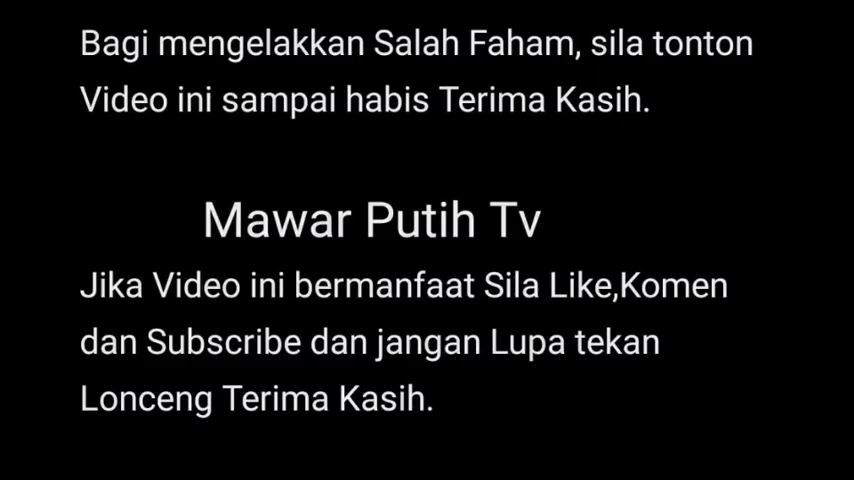 Bagi mengelakkan Salah Faham, sila tonton
Video ini sampai habis Terima Kasih.
Mawar Putih Tv
Jika Video ini bermanfaat Sila Like,Komen
dan Subscribe dan jangan Lupa tekan
Lonceng Terima Kasih.